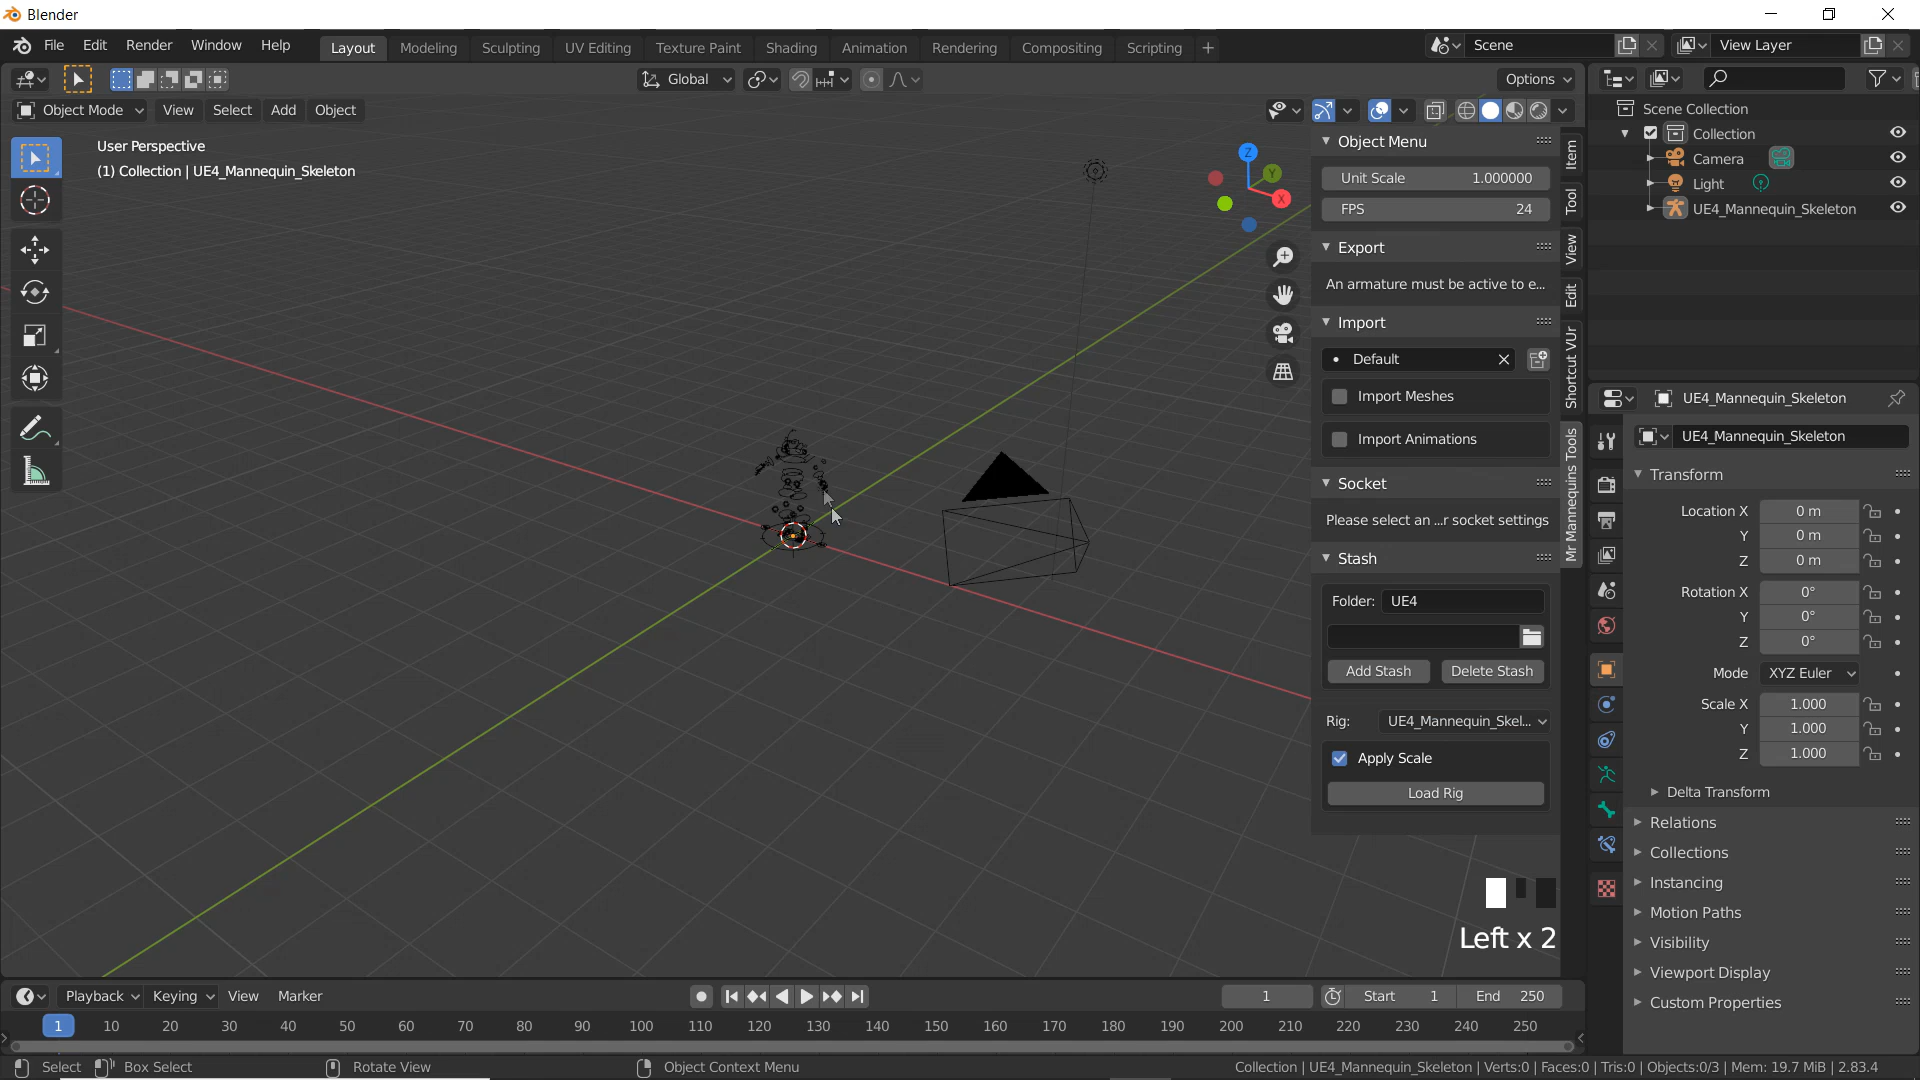 Blender
File Edit Render Window Help Layout Modeling Sculpting UV Editing Texture Paint Shading Animation Rendering Compositing Scripting + Scene View Layer
Global Options
Object Mode View Select Add Object
User Perspective
(1) Collection | UE4_Mannequin_Skeleton
Z
Y
X
Object Menu
Unit Scale 1.000000
FPS 24
Export
An armature must be active to e...
Import
Default
Import Meshes
Import Animations
Socket
Please select an ...r socket settings
Stash
Folder: UE4
Add Stash Delete Stash
Rig: UE4_Mannequin_Skel...
Apply Scale
Load Rig
Item
Tool
View
Edit
Shortcut VUr
Mr Mannequins Tools
Left x 2
Scene Collection
Collection
Camera
Light
UE4_Mannequin_Skeleton
UE4_Mannequin_Skeleton
UE4_Mannequin_Skeleton
Transform
Location X 0 m
Y 0 m
Z 0 m
Rotation X 0°
Y 0°
Z 0°
Mode XYZ Euler
Scale X 1.000
Y 1.000
Z 1.000
Delta Transform
Relations
Collections
Instancing
Motion Paths
Visibility
Viewport Display
Custom Properties
Playback Keying View Marker 1 Start 1 End 250
1 10 20 30 40 50 60 70 80 90 100 110 120 130 140 150 160 170 180 190 200 210 220 230 240 250
Select Box Select Rotate View Object Context Menu Collection | UE4_Mannequin_Skeleton | Verts:0 | Faces:0 | Tris:0 | Objects:0/3 | Mem: 19.7 MiB | 2.83.4